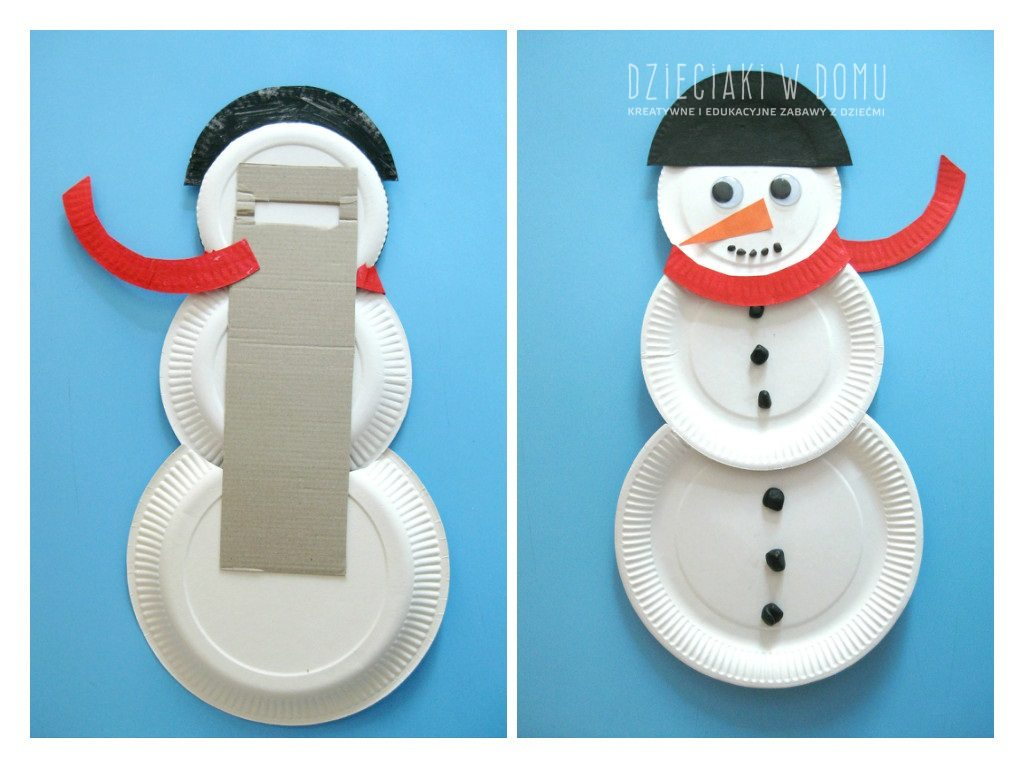 DZIECIAKI W DOMU
KREATYWNE I EDUKACYJNE ZABAWY Z DZIEĆMI